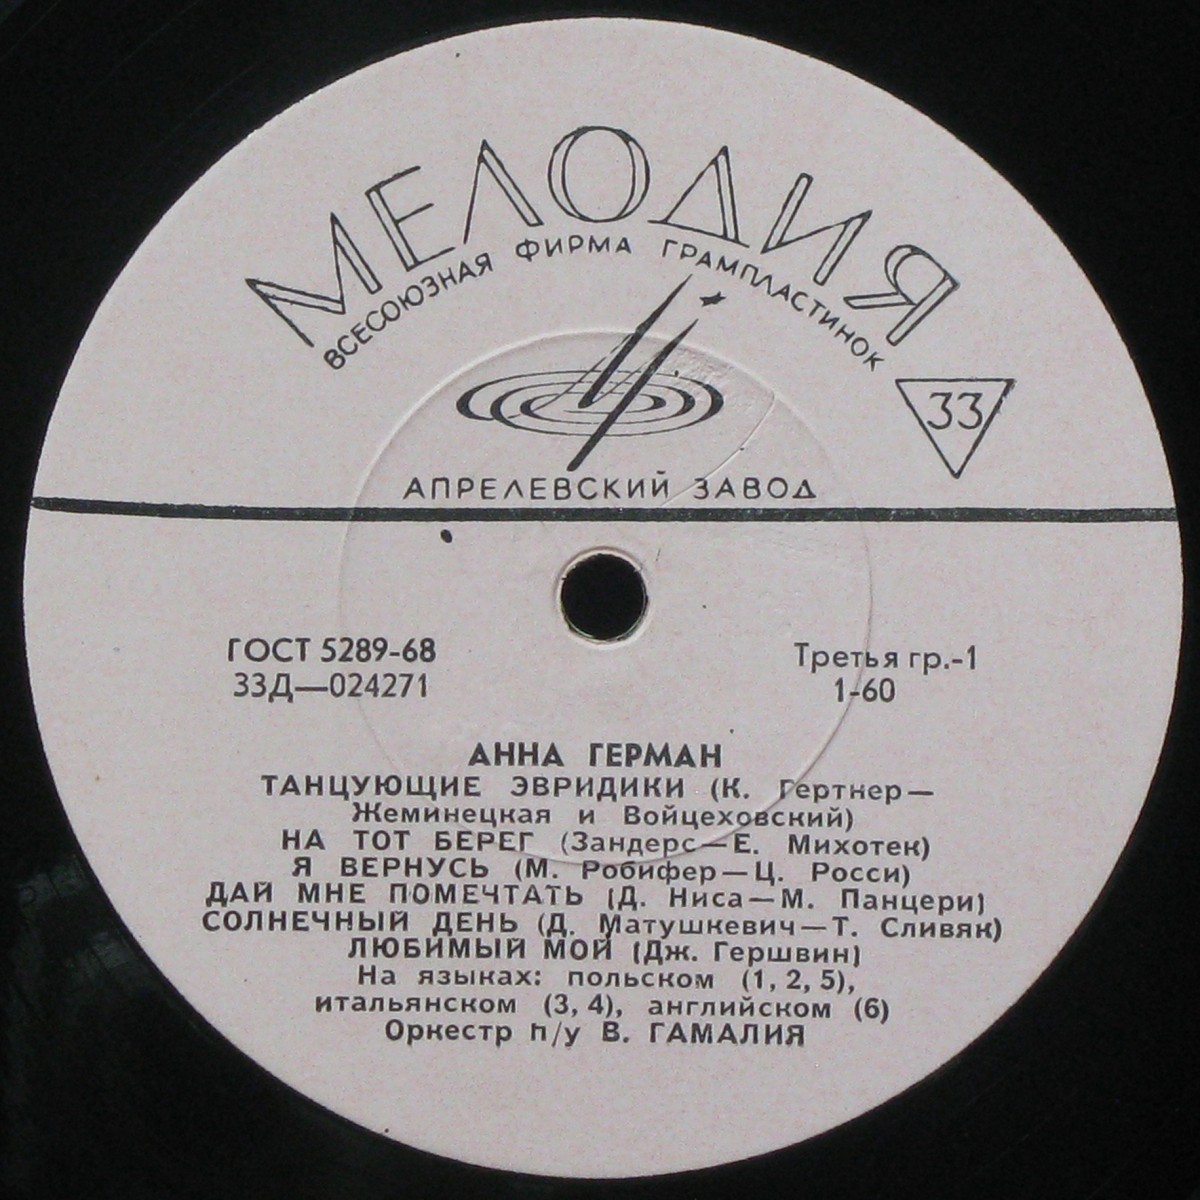 МЕЛОДИЯ
ВСЕСОЮЗНАЯ ФИРМА ГРАМПЛАСТИНОК
33
АПРЕЛЕВСКИЙ ЗАВОД
ГОСТ 5289-68
33Д—024271
Третья гр.-1
1-60
АННА ГЕРМАН
ТАНЦУЮЩИЕ ЭВРИДИКИ (К. Гертнер—
Жеминецкая и Войцеховский)
НА ТОТ БЕРЕГ (Зандерс—Е. Михотек)
Я ВЕРНУСЬ (М. Робифер—Ц. Росси)
ДАЙ МНЕ ПОМЕЧТАТЬ (Д. Ниса—М. Панцери)
СОЛНЕЧНЫЙ ДЕНЬ (Д. Матушкевич—Т. Сливяк)
ЛЮБИМЫЙ МОЙ (Дж. Гершвин)
На языках: польском (1, 2, 5),
итальянском (3, 4), английском (6)
Оркестр п/у В. ГАМАЛИЯ